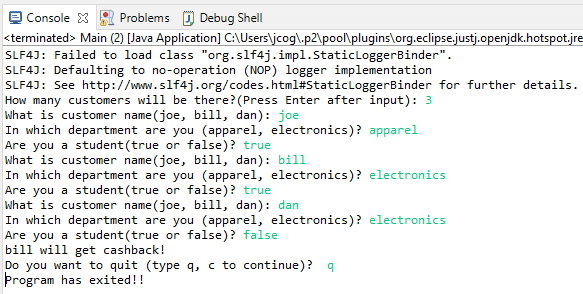 Console Problems Debug Shell
<terminated> Main (2) [Java Application] C:\Users\jcog\.p2\pool\plugins\org.eclipse.justj.openjdk.hotspot.jre
SLF4J: Failed to load class "org.slf4j.impl.StaticLoggerBinder".
SLF4J: Defaulting to no-operation (NOP) logger implementation
SLF4J: See http://www.slf4j.org/codes.html#StaticLoggerBinder for further details.
How many customers will be there?(Press Enter after input): 3
What is customer name(joe, bill, dan): joe
In which department are you (apparel, electronics)? apparel
Are you a student(true or false)? true
What is customer name(joe, bill, dan): bill
In which department are you (apparel, electronics)? electronics
Are you a student(true or false)? true
What is customer name(joe, bill, dan): dan
In which department are you (apparel, electronics)? electronics
Are you a student(true or false)? false
bill will get cashback!
Do you want to quit (type q, c to continue)?  q
Program has exited!!